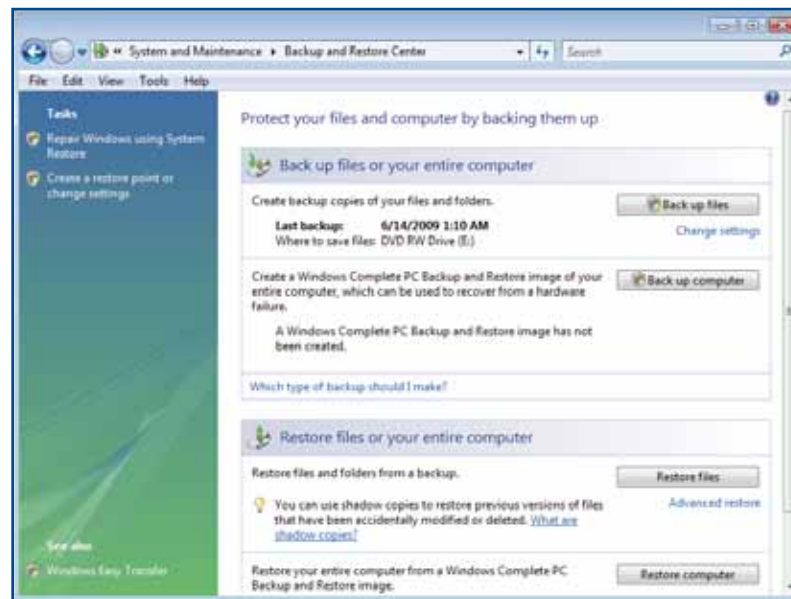 « System and Maintenance ▸ Backup and Restore Center
Search
File Edit View Tools Help
Tasks
Repair Windows using System
Restore
Create a restore point or
change settings
See also
Windows Easy Transfer
Protect your files and computer by backing them up
Back up files or your entire computer
Create backup copies of your files and folders.
Back up files
Last backup: 6/14/2009 1:10 AM
Where to save files: DVD RW Drive (E:)
Change settings
Create a Windows Complete PC Backup and Restore image of your
entire computer, which can be used to recover from a hardware
failure.
Back up computer
A Windows Complete PC Backup and Restore image has not
been created.
Which type of backup should I make?
Restore files or your entire computer
Restore files and folders from a backup.
Restore files
You can use shadow copies to restore previous versions of files
that have been accidentally modified or deleted. What are
shadow copies?
Advanced restore
Restore your entire computer from a Windows Complete PC
Backup and Restore image.
Restore computer